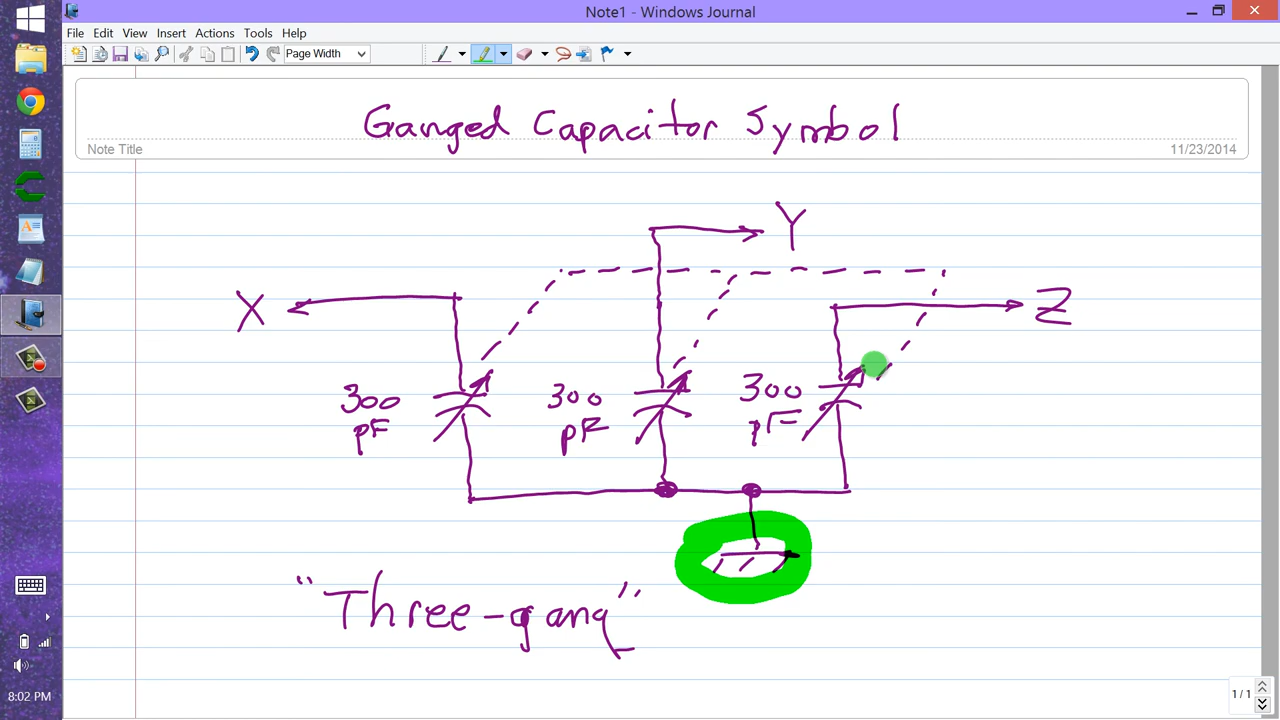 Note1 - Windows Journal
File Edit View Insert Actions Tools Help
Page Width
Ganged Capacitor Symbol
Note Title
11/23/2014
Y
X
Z
300 pF
300 pF
300 pF
"Three-gang"
8:02 PM
1 / 1